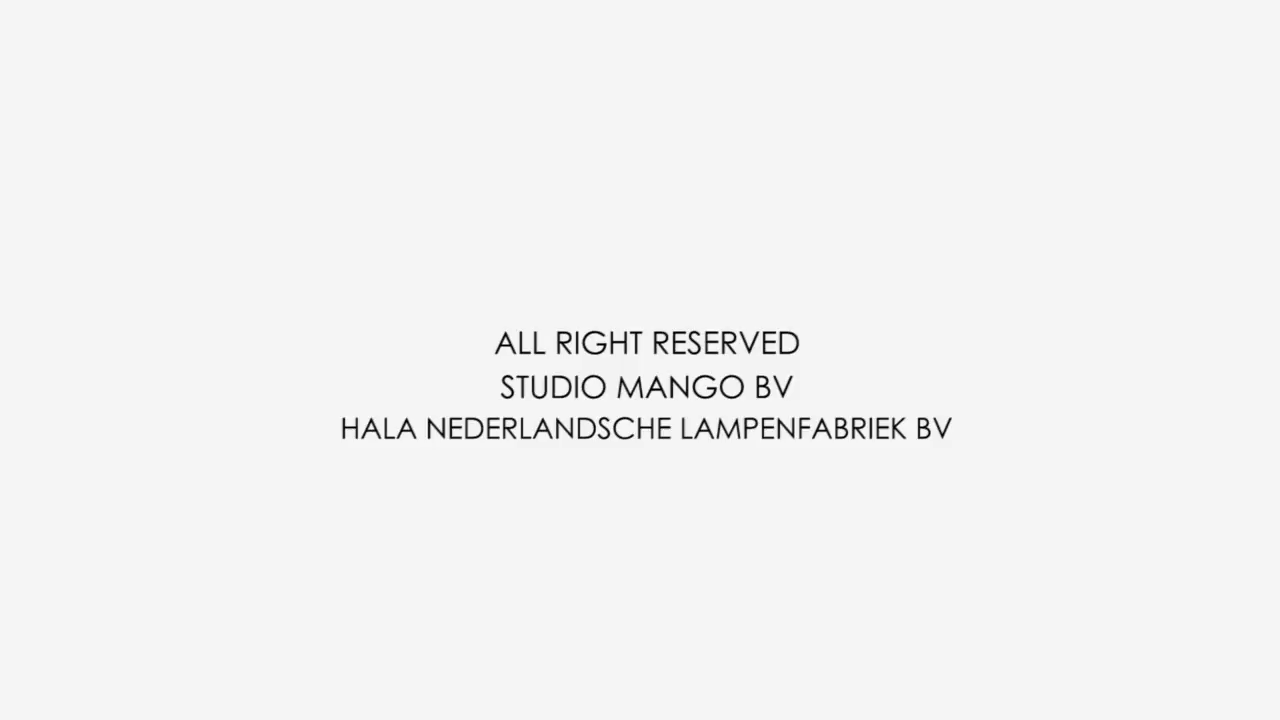 ALL RIGHT RESERVED
STUDIO MANGO BV
HALA NEDERLANDSCHE LAMPENFABRIEK BV